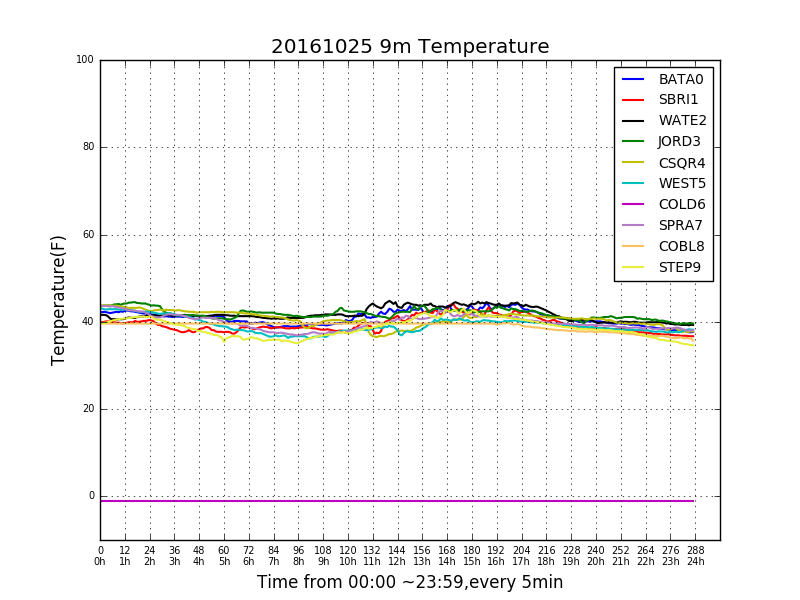 20161025 9m Temperature
100
80
60
40
20
0
Temperature(F)
BATA0
SBRI1
WATE2
JORD3
CSQR4
WEST5
COLD6
SPRA7
COBL8
STEP9
0 12 24 36 48 60 72 84 96 108 120 132 144 156 168 180 192 204 216 228 240 252 264 276 288
0h 1h 2h 3h 4h 5h 6h 7h 8h 9h 10h 11h 12h 13h 14h 15h 16h 17h 18h 19h 20h 21h 22h 23h 24h
Time from 00:00 ~23:59,every 5min